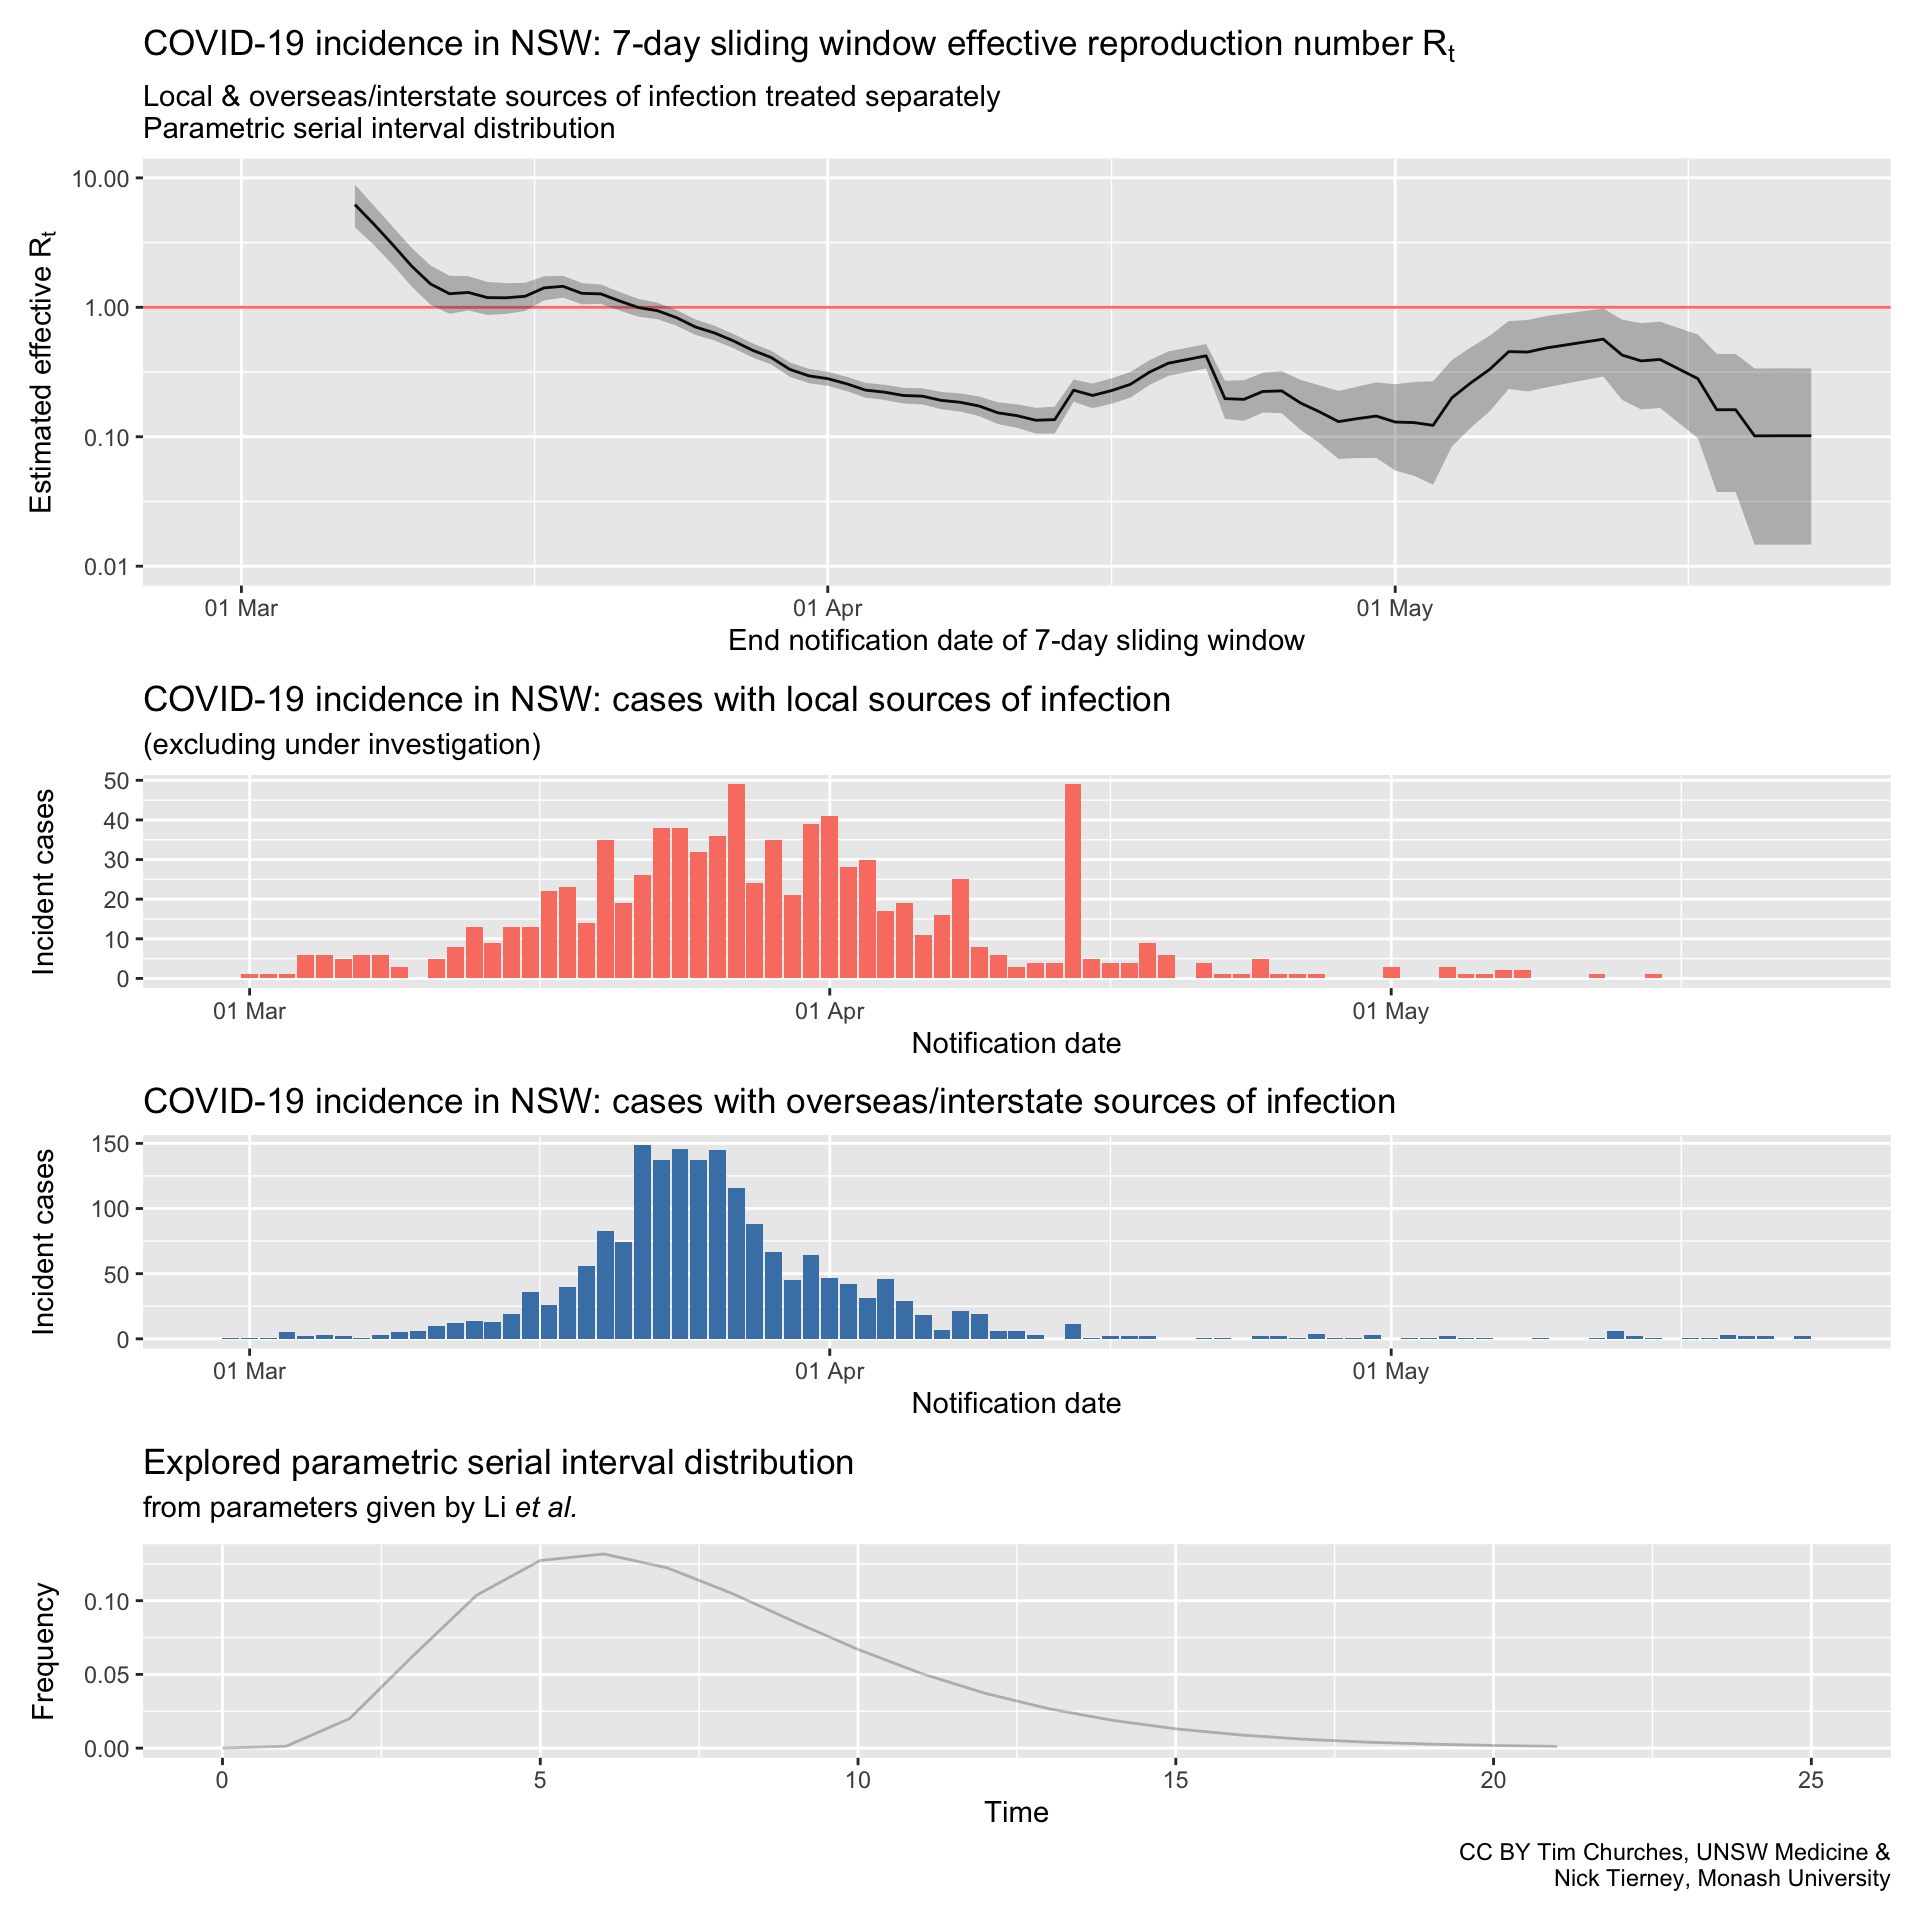 COVID-19 incidence in NSW: 7-day sliding window effective reproduction number Rt
Local & overseas/interstate sources of infection treated separately
Parametric serial interval distribution
Estimated effective Rt
10.00
1.00
0.10
0.01
01 Mar
01 Apr
01 May
End notification date of 7-day sliding window
COVID-19 incidence in NSW: cases with local sources of infection
(excluding under investigation)
Incident cases
50
40
30
20
10
0
01 Mar
01 Apr
01 May
Notification date
COVID-19 incidence in NSW: cases with overseas/interstate sources of infection
Incident cases
150
100
50
0
01 Mar
01 Apr
01 May
Notification date
Explored parametric serial interval distribution
from parameters given by Li et al.
Frequency
0.10
0.05
0.00
0
5
10
15
20
25
Time
CC BY Tim Churches, UNSW Medicine &
Nick Tierney, Monash University